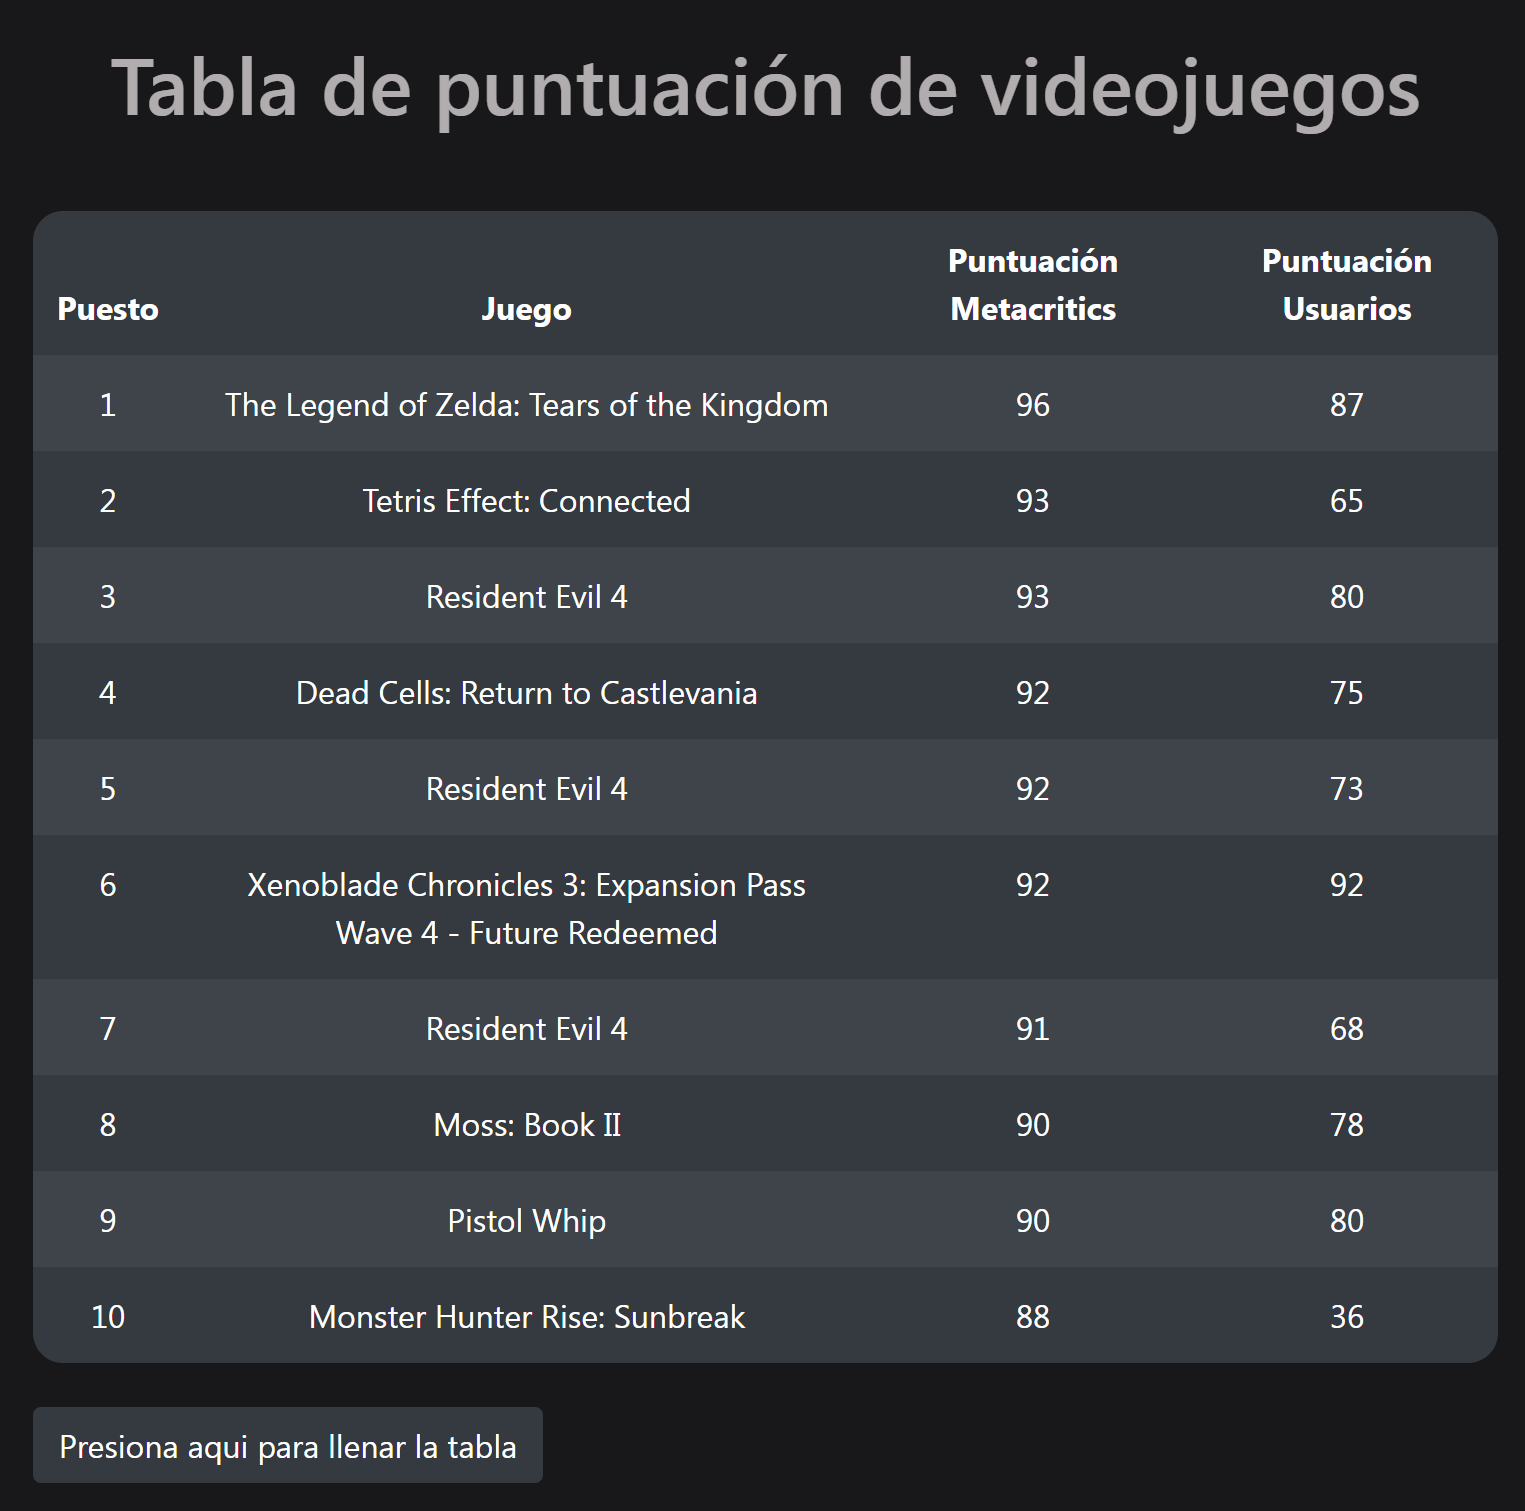 Tabla de puntuación de videojuegos
Puesto Juego Puntuación Metacritics Puntuación Usuarios
1 The Legend of Zelda: Tears of the Kingdom 96 87
2 Tetris Effect: Connected 93 65
3 Resident Evil 4 93 80
4 Dead Cells: Return to Castlevania 92 75
5 Resident Evil 4 92 73
6 Xenoblade Chronicles 3: Expansion Pass 92 92
Wave 4 - Future Redeemed
7 Resident Evil 4 91 68
8 Moss: Book II 90 78
9 Pistol Whip 90 80
10 Monster Hunter Rise: Sunbreak 88 36
Presiona aqui para llenar la tabla